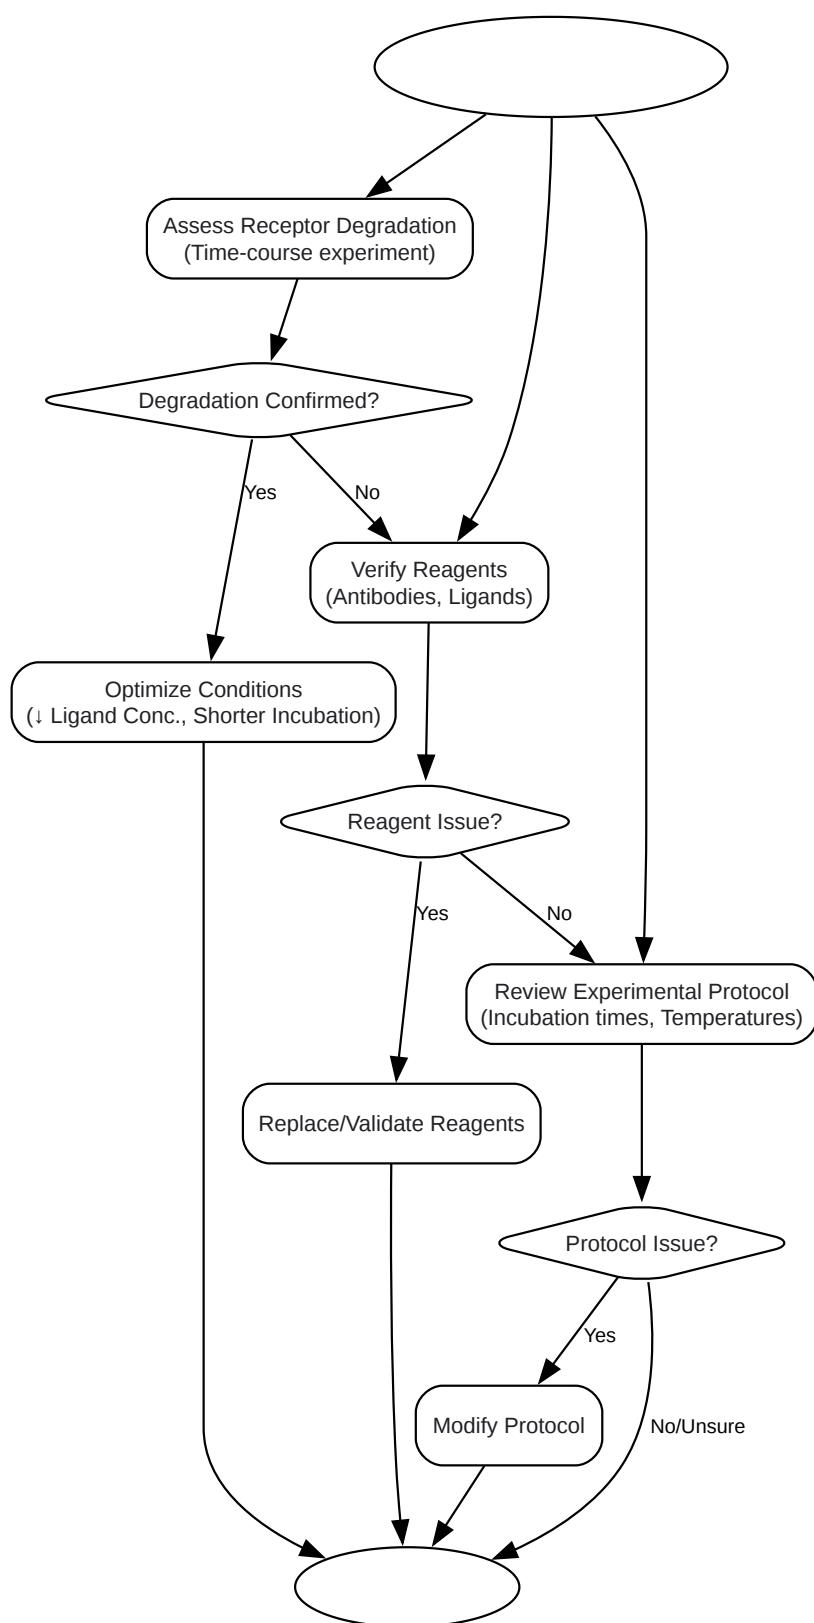 Assess Receptor Degradation
(Time-course experiment)
Degradation Confirmed?
Yes
No
Verify Reagents
(Antibodies, Ligands)
Optimize Conditions
(↓ Ligand Conc., Shorter Incubation)
Reagent Issue?
Yes
No
Review Experimental Protocol
(Incubation times, Temperatures)
Replace/Validate Reagents
Protocol Issue?
Yes
Modify Protocol
No/Unsure